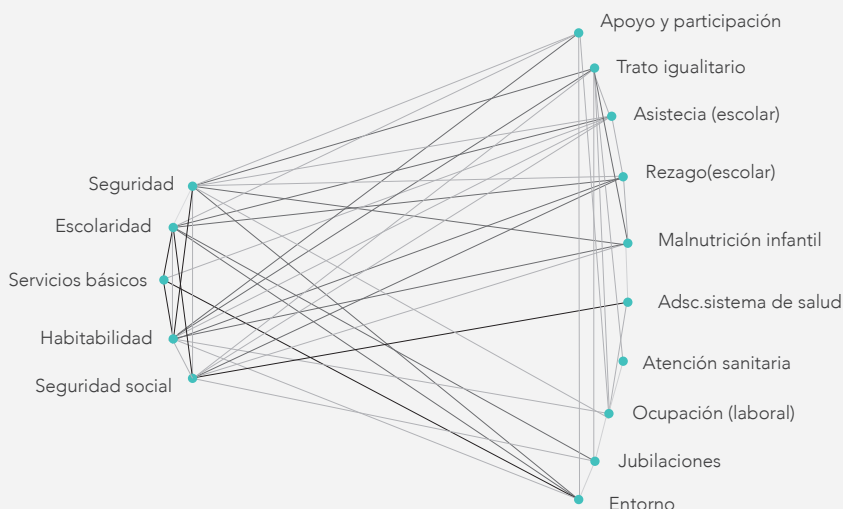 Apoyo y participación
Trato igualitario
Asistecia (escolar)
Rezago(escolar)
Malnutrición infantil
Adsc.sistema de salud
Atención sanitaria
Ocupación (laboral)
Jubilaciones
Entorno
Seguridad
Escolaridad
Servicios básicos
Habitabilidad
Seguridad social